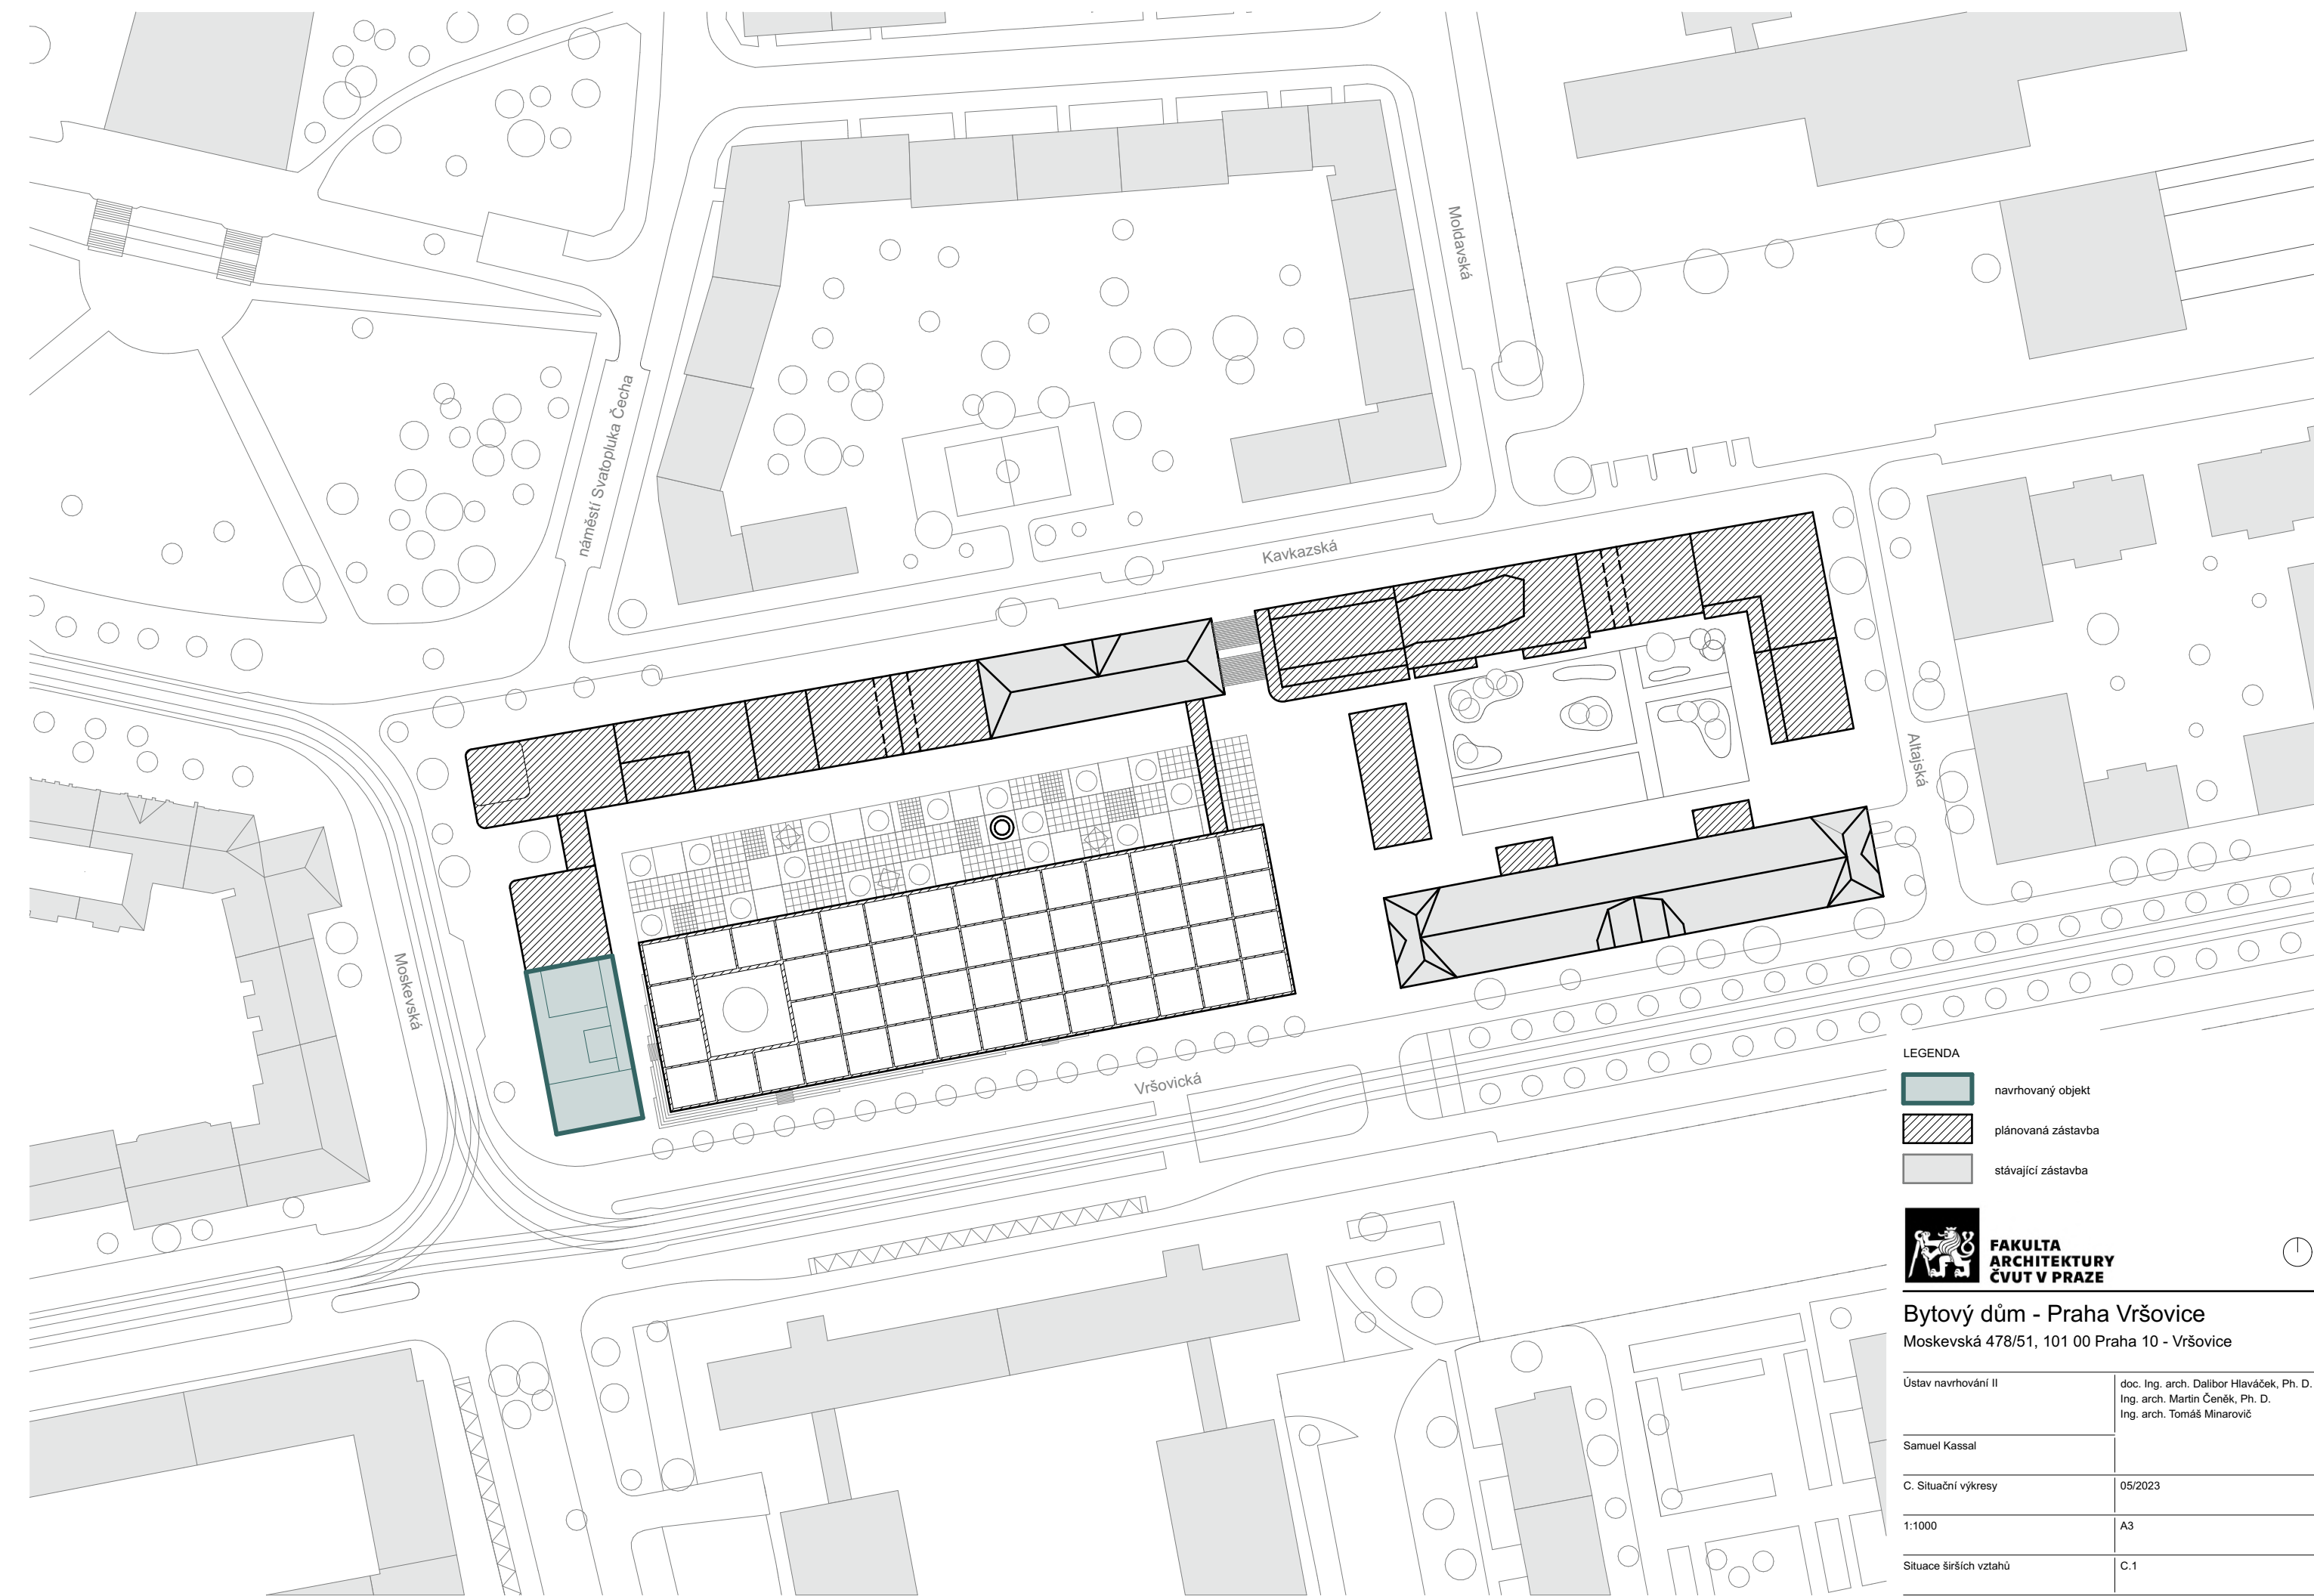 Moldavská
náměstí Svatopluka Čecha
Kavkazská
Altajská
Moskevská
Vršovická
LEGENDA
navrhovaný objekt
plánovaná zástavba
stávající zástavba
FAKULTA
ARCHITEKTURY
ČVUT V PRAZE
Bytový dům - Praha Vršovice
Moskevská 478/51, 101 00 Praha 10 - Vršovice
Ústav navrhování II
doc. Ing. arch. Dalibor Hlaváček, Ph. D.
Ing. arch. Martin Čeněk, Ph. D.
Ing. arch. Tomáš Minarovič
Samuel Kassal
C. Situační výkresy
05/2023
1:1000
A3
Situace širších vztahů
C.1